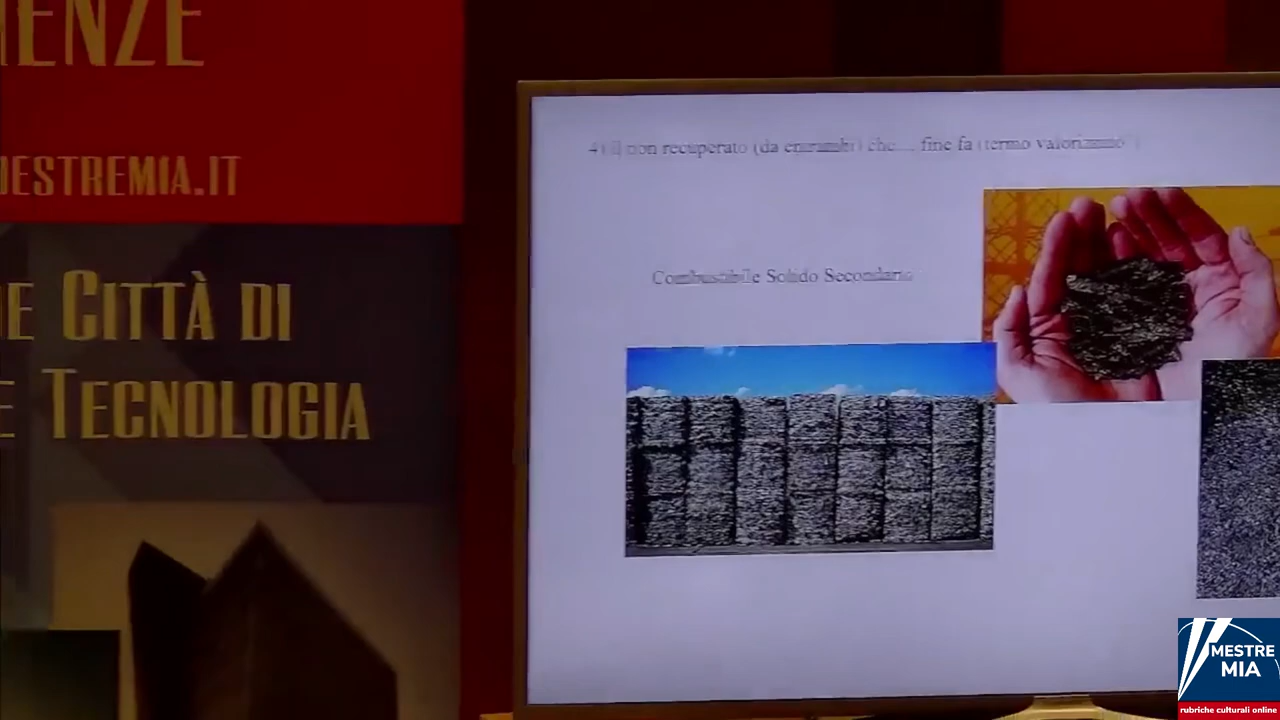 IENZE
DESTREMIA.IT
E CITTÀ DI
E TECNOLOGIA
4) il non recuperato (da entrambi) che.... fine fa (termo valorizzato?)
Combustibile Solido Secondario
MESTRE
MIA
rubriche culturali online